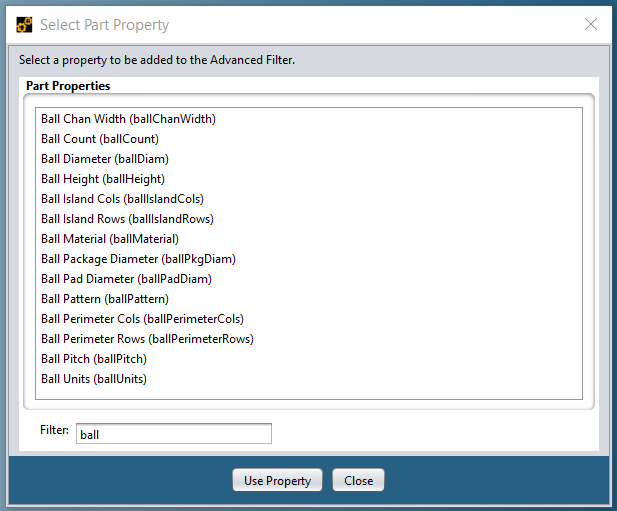 Select Part Property
Select a property to be added to the Advanced Filter.
Part Properties
Ball Chan Width (ballChanWidth)
Ball Count (ballCount)
Ball Diameter (ballDiam)
Ball Height (ballHeight)
Ball Island Cols (ballIslandCols)
Ball Island Rows (ballIslandRows)
Ball Material (ballMaterial)
Ball Package Diameter (ballPkgDiam)
Ball Pad Diameter (ballPadDiam)
Ball Pattern (ballPattern)
Ball Perimeter Cols (ballPerimeterCols)
Ball Perimeter Rows (ballPerimeterRows)
Ball Pitch (ballPitch)
Ball Units (ballUnits)
Filter: ball
Use Property Close